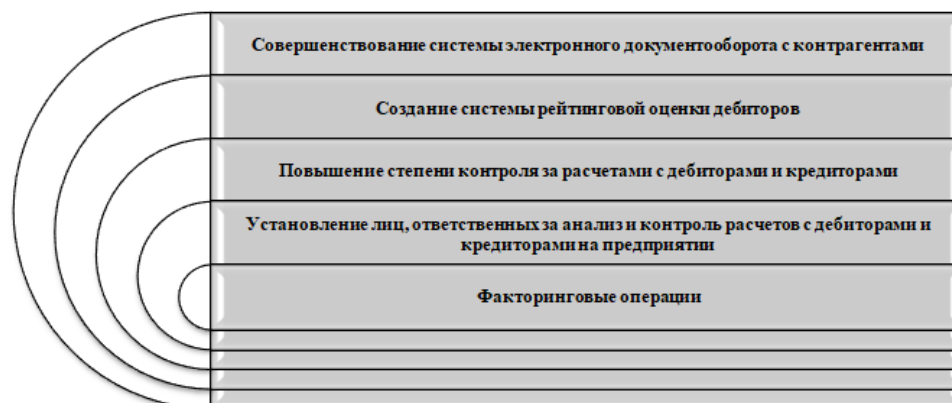 Совершенствование системы электронного документооборота с контрагентами
Создание системы рейтинговой оценки дебиторов
Повышение степени контроля за расчетами с дебиторами и кредиторами
Установление лиц, ответственных за анализ и контроль расчетов с дебиторами и
кредиторами на предприятии
Факторинговые операции